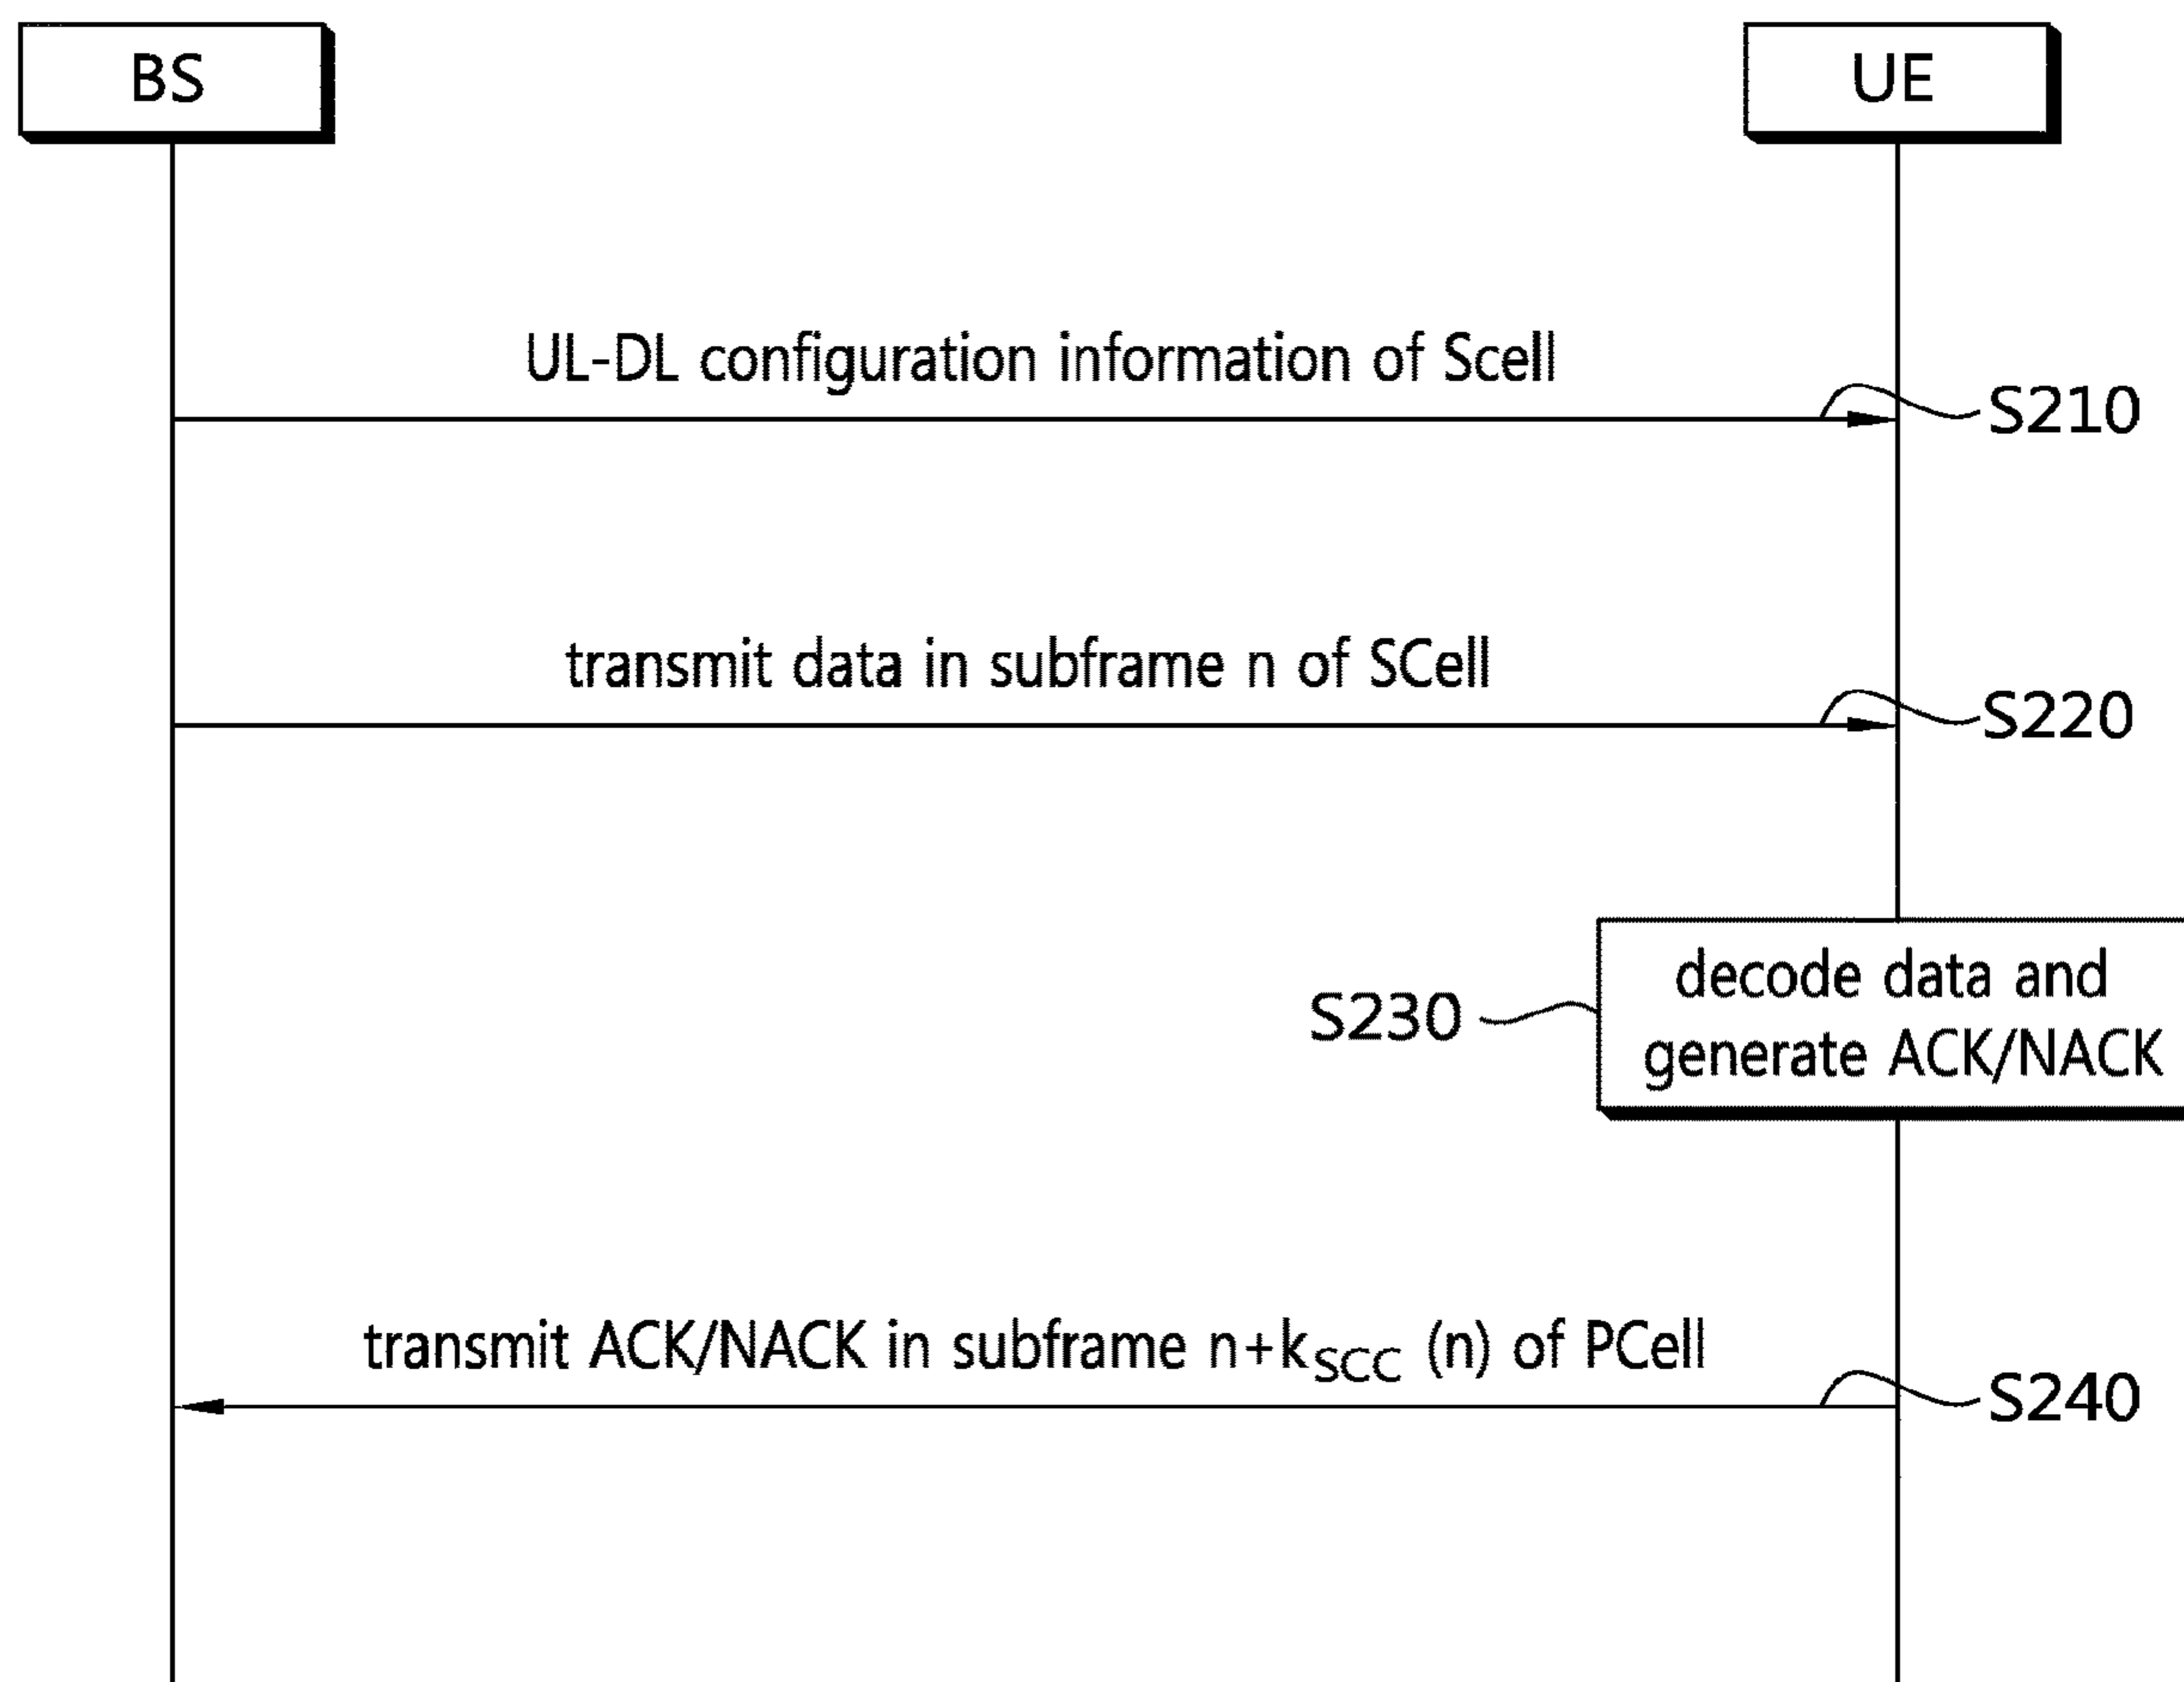 BS
UE
UL-DL configuration information of Scell
S210
transmit data in subframe n of SCell
S220
decode data and
S230
generate ACK/NACK
transmit ACK/NACK in subframe n+kSCC (n) of PCell
S240